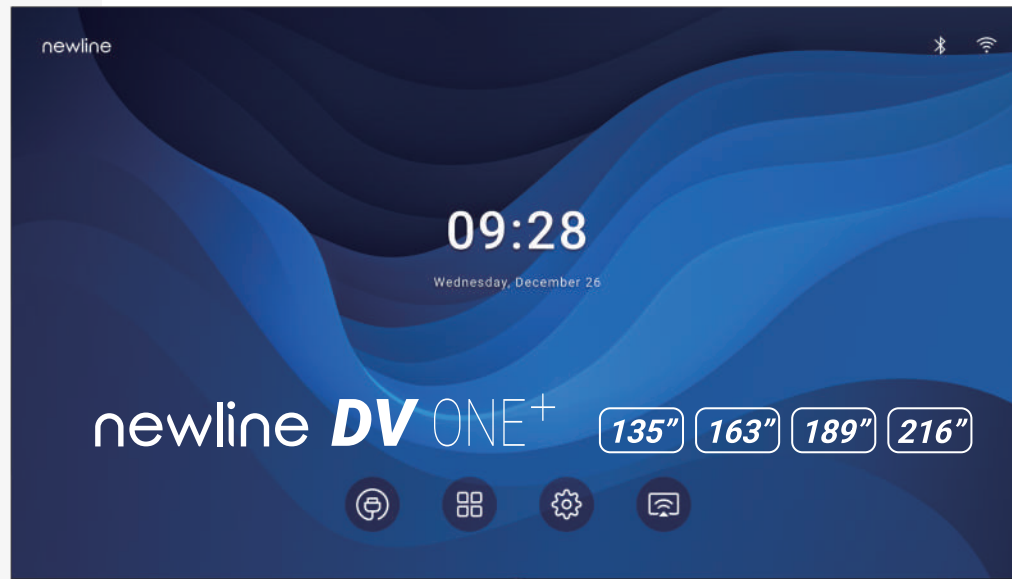 newline
09:28
Wednesday, December 26
newline DV ONE+ 135” 163” 189” 216”